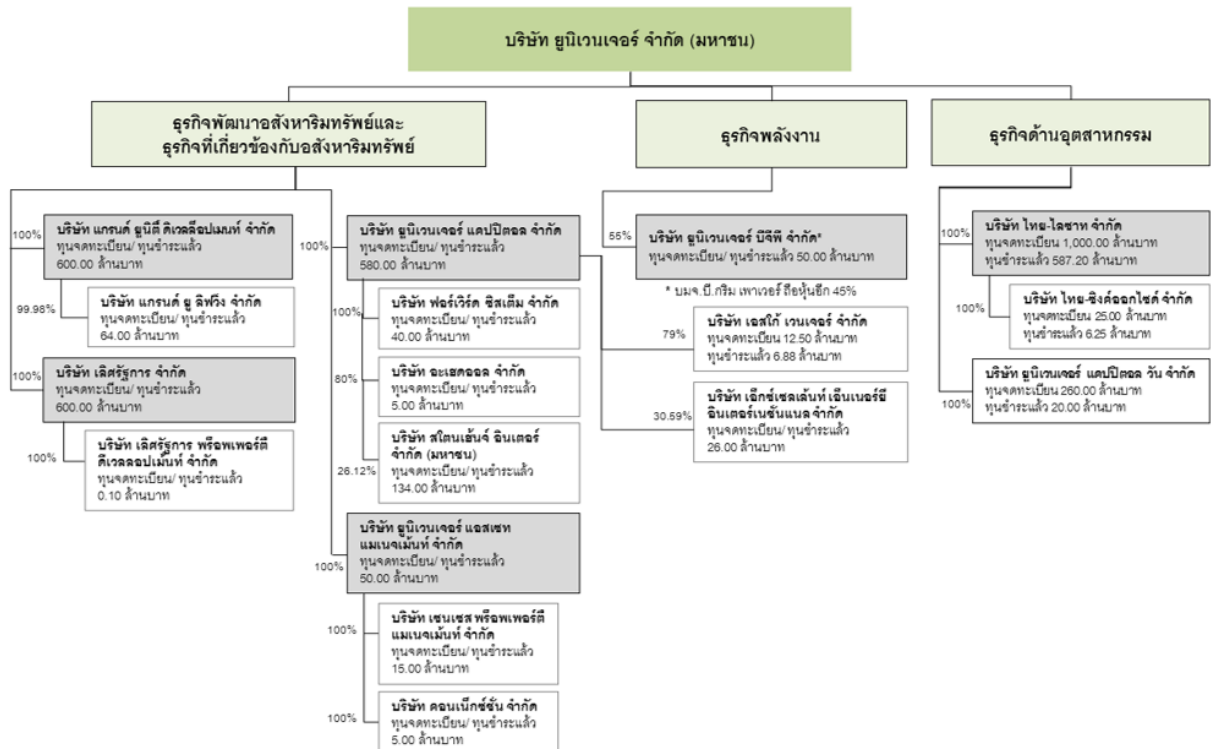 บริษัท ยูนิเวนเจอร์ จำกัด (มหาชน)
ธุรกิจพัฒนาอสังหาริมทรัพย์และ
ธุรกิจที่เกี่ยวข้องกับอสังหาริมทรัพย์
100%
บริษัท แกรนด์ ยูนิตี้ ดิเวลล็อปเมนท์ จำกัด
ทุนจดทะเบียน/ ทุนชำระแล้ว
600.00 ล้านบาท
99.98%
บริษัท แกรนด์ ยู ลิฟวิ่ง จำกัด
ทุนจดทะเบียน/ ทุนชำระแล้ว
64.00 ล้านบาท
100%
บริษัท เลิศรัฐการ จำกัด
ทุนจดทะเบียน/ ทุนชำระแล้ว
600.00 ล้านบาท
100%
บริษัท เลิศรัฐการ พร็อพเพอร์ตี้
ดีเวลลอปเม้นท์ จำกัด
ทุนจดทะเบียน/ ทุนชำระแล้ว
0.10 ล้านบาท
100%
บริษัท ยูนิเวนเจอร์ แคปปิตอล จำกัด
ทุนจดทะเบียน/ ทุนชำระแล้ว
580.00 ล้านบาท
100%
บริษัท ฟอร์เวิร์ด ซิสเต็ม จำกัด
ทุนจดทะเบียน/ ทุนชำระแล้ว
40.00 ล้านบาท
80%
บริษัท อะเฮดออล จำกัด
ทุนจดทะเบียน/ ทุนชำระแล้ว
5.00 ล้านบาท
26.12%
บริษัท สโตนเฮ้นจ์ อินเตอร์
จำกัด (มหาชน)
ทุนจดทะเบียน/ ทุนชำระแล้ว
134.00 ล้านบาท
100%
บริษัท ยูนิเวนเจอร์ แอสเซท
แมเนจเม้นท์ จำกัด
ทุนจดทะเบียน/ ทุนชำระแล้ว
50.00 ล้านบาท
100%
บริษัท เซนเซส พร็อพเพอร์ตี้
แมเนจเม้นท์ จำกัด
ทุนจดทะเบียน/ ทุนชำระแล้ว
15.00 ล้านบาท
100%
บริษัท คอนเน็กซ์ชั่น จำกัด
ทุนจดทะเบียน/ ทุนชำระแล้ว
5.00 ล้านบาท
ธุรกิจพลังงาน
55%
บริษัท ยูนิเวนเจอร์ บีจีพี จำกัด*
ทุนจดทะเบียน/ ทุนชำระแล้ว 50.00 ล้านบาท
* บมจ.บี.กริม เพาเวอร์ ถือหุ้นอีก 45%
79%
บริษัท เอสโก้ เวนเจอร์ จำกัด
ทุนจดทะเบียน 12.50 ล้านบาท
ทุนชำระแล้ว 6.88 ล้านบาท
30.59%
บริษัท เอ็กซ์เซลเล้นท์ เอ็นเนอร์ยี่
อินเตอร์เนชั่นแนล จำกัด
ทุนจดทะเบียน/ ทุนชำระแล้ว
26.00 ล้านบาท
ธุรกิจด้านอุตสาหกรรม
100%
บริษัท ไทย-ไลซาท จำกัด
ทุนจดทะเบียน 1,000.00 ล้านบาท
ทุนชำระแล้ว 587.20 ล้านบาท
100%
บริษัท ไทย-ซิงค์ออกไซด์ จำกัด
ทุนจดทะเบียน 25.00 ล้านบาท
ทุนชำระแล้ว 6.25 ล้านบาท
100%
บริษัท ยูนิเวนเจอร์ แคปปิตอล วัน จำกัด
ทุนจดทะเบียน 260.00 ล้านบาท
ทุนชำระแล้ว 20.00 ล้านบาท